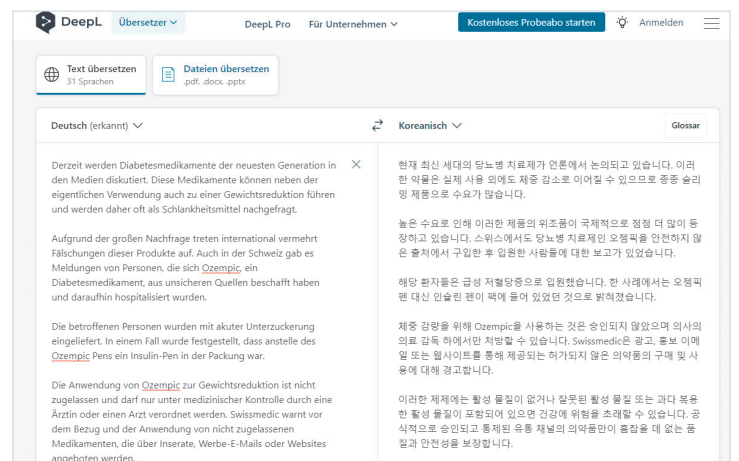 DeepL Übersetzer DeepL Pro Für Unternehmen Kostenloses Probeabo starten Anmelden
Text übersetzen
31 Sprachen
Dateien übersetzen
.pdf, .docx, .pptx
Deutsch (erkannt)
Koreanisch
Glossar
Derzeit werden Diabetesmedikamente der neuesten Generation in
den Medien diskutiert. Diese Medikamente können neben der
eigentlichen Verwendung auch zu einer Gewichtsreduktion führen
und werden daher oft als Schlankheitsmittel nachgefragt.
Aufgrund der großen Nachfrage treten international vermehrt
Fälschungen dieser Produkte auf. Auch in der Schweiz gab es
Meldungen von Personen, die sich Ozempic, ein
Diabetesmedikament, aus unsicheren Quellen beschafft haben
und daraufhin hospitalisiert wurden.
Die betroffenen Personen wurden mit akuter Unterzuckerung
eingeliefert. In einem Fall wurde festgestellt, dass anstelle des
Ozempic Pens ein Insulin-Pen in der Packung war.
Die Anwendung von Ozempic zur Gewichtsreduktion ist nicht
zugelassen und darf nur unter medizinischer Kontrolle durch eine
Ärztin oder einen Arzt verordnet werden. Swissmedic warnt vor
dem Bezug und der Anwendung von nicht zugelassenen
Medikamenten, die über Inserate, Werbe-E-Mails oder Websites
angeboten werden.
현재 최신 세대의 당뇨병 치료제가 언론에서 논의되고 있습니다. 이러
한 약물은 실제 사용 외에도 체중 감소로 이어질 수 있으므로 종종 슬리
밍 제품으로 수요가 많습니다.
높은 수요로 인해 이러한 제품의 위조품이 국제적으로 점점 더 많이 등
장하고 있습니다. 스위스에서도 당뇨병 치료제인 오젬픽을 안전하지 않
은 출처에서 구입한 후 입원한 사람들에 대한 보고가 있었습니다.
해당 환자들은 급성 저혈당증으로 입원했습니다. 한 사례에서는 오젬픽
펜 대신 인슐린 펜이 팩에 들어 있었던 것으로 밝혀졌습니다.
체중 감량을 위해 Ozempic을 사용하는 것은 승인되지 않았으며 의사의
의료 감독 하에서만 처방할 수 있습니다. Swissmedic은 광고, 홍보 이메
일 또는 웹사이트를 통해 제공되는 허가되지 않은 의약품의 구매 및 사
용에 대해 경고합니다.
이러한 제제에는 활성 물질이 없거나 잘못된 활성 물질 또는 과다 복용
한 활성 물질이 포함되어 있으면 건강에 위험을 초래할 수 있습니다. 공
식적으로 승인되고 통제된 유통 채널의 의약품만이 흠잡을 데 없는 품
질과 안전성을 보장합니다.